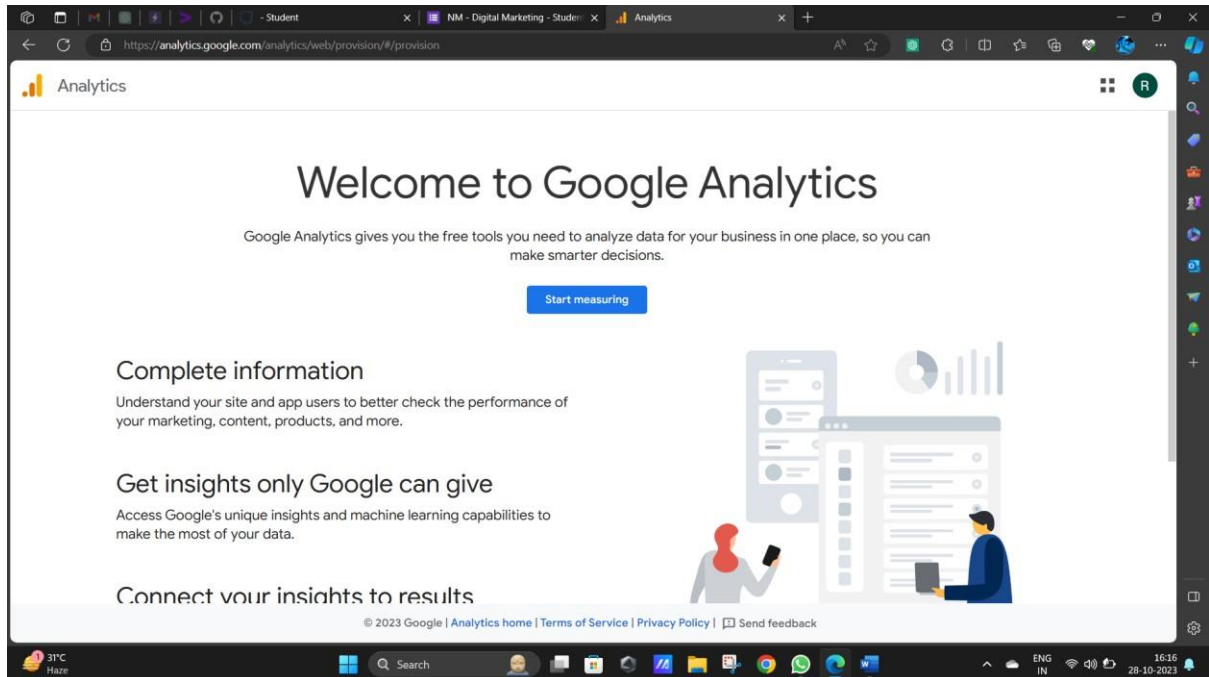 - Student
NM - Digital Marketing - Studen
Analytics
https://analytics.google.com/analytics/web/provision/#/provision
Analytics
R
Welcome to Google Analytics
Google Analytics gives you the free tools you need to analyze data for your business in one place, so you can
make smarter decisions.
Start measuring
Complete information
Understand your site and app users to better check the performance of
your marketing, content, products, and more.
Get insights only Google can give
Access Google's unique insights and machine learning capabilities to
make the most of your data.
Connect your insights to results
© 2023 Google | Analytics home | Terms of Service | Privacy Policy | Send feedback
1
31°C
Haze
Search
ENG
IN
16:16
28-10-2023